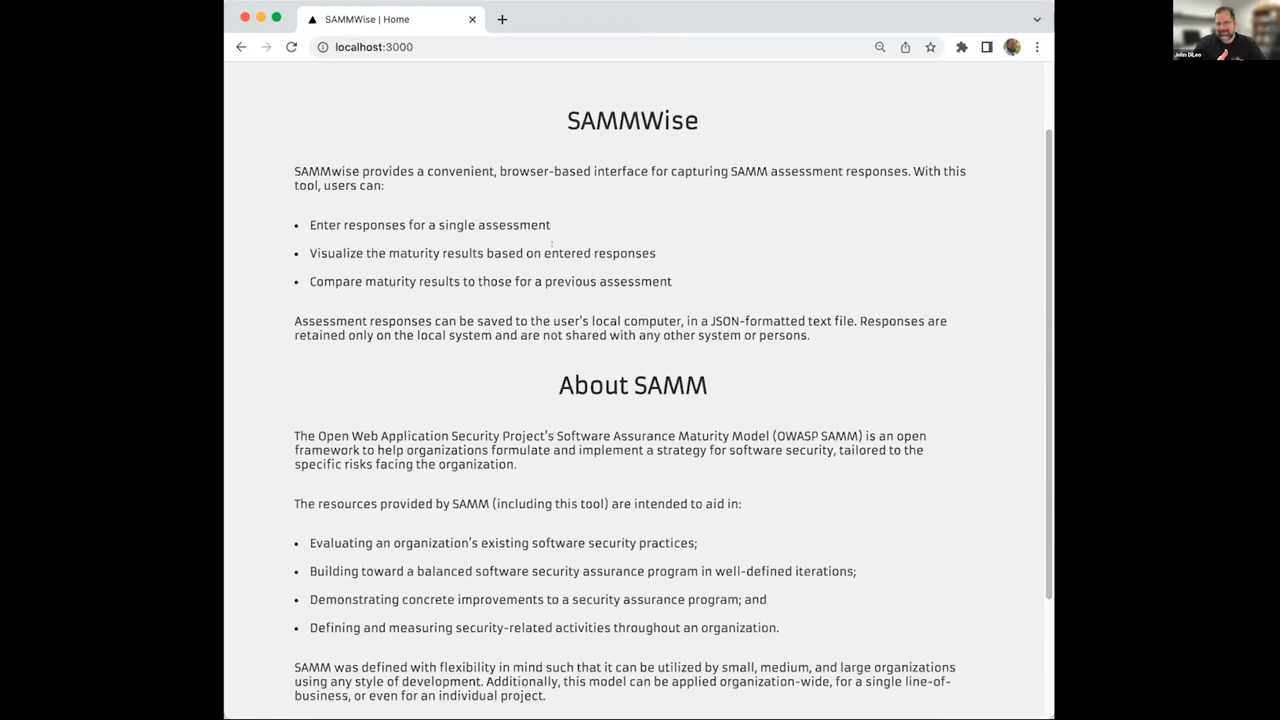 SAMMWise | Home
localhost:3000
John DiLeo
SAMMWise
SAMMwise provides a convenient, browser-based interface for capturing SAMM assessment responses. With this
tool, users can:
• Enter responses for a single assessment
• Visualize the maturity results based on entered responses
• Compare maturity results to those for a previous assessment
Assessment responses can be saved to the user's local computer, in a JSON-formatted text file. Responses are
retained only on the local system and are not shared with any other system or persons.
About SAMM
The Open Web Application Security Project's Software Assurance Maturity Model (OWASP SAMM) is an open
framework to help organizations formulate and implement a strategy for software security, tailored to the
specific risks facing the organization.
The resources provided by SAMM (including this tool) are intended to aid in:
• Evaluating an organization's existing software security practices;
• Building toward a balanced software security assurance program in well-defined iterations;
• Demonstrating concrete improvements to a security assurance program; and
• Defining and measuring security-related activities throughout an organization.
SAMM was defined with flexibility in mind such that it can be utilized by small, medium, and large organizations
using any style of development. Additionally, this model can be applied organization-wide, for a single line-of-
business, or even for an individual project.